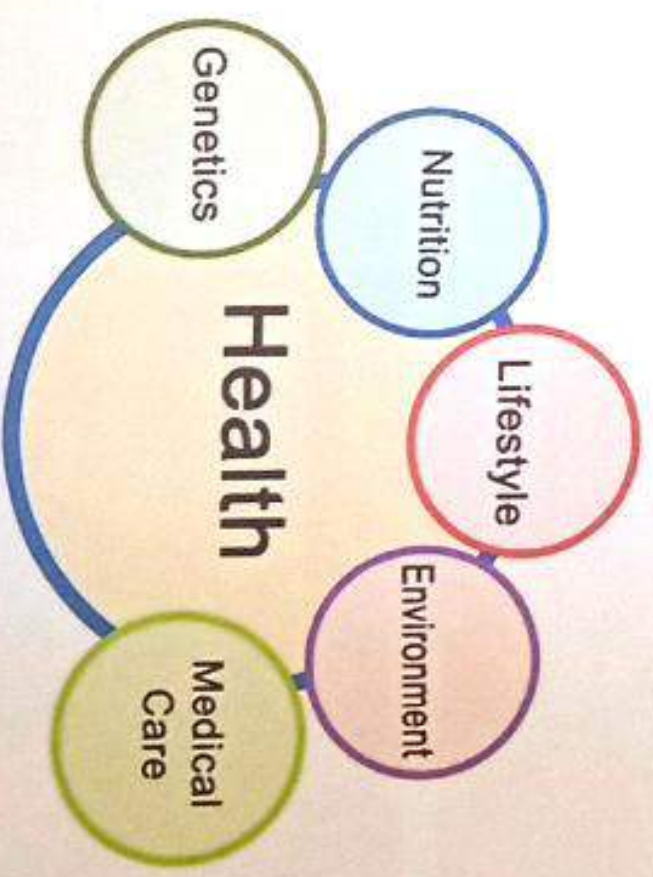 Genetics
Nutrition
Lifestyle
Environment
Medical
Care
Health